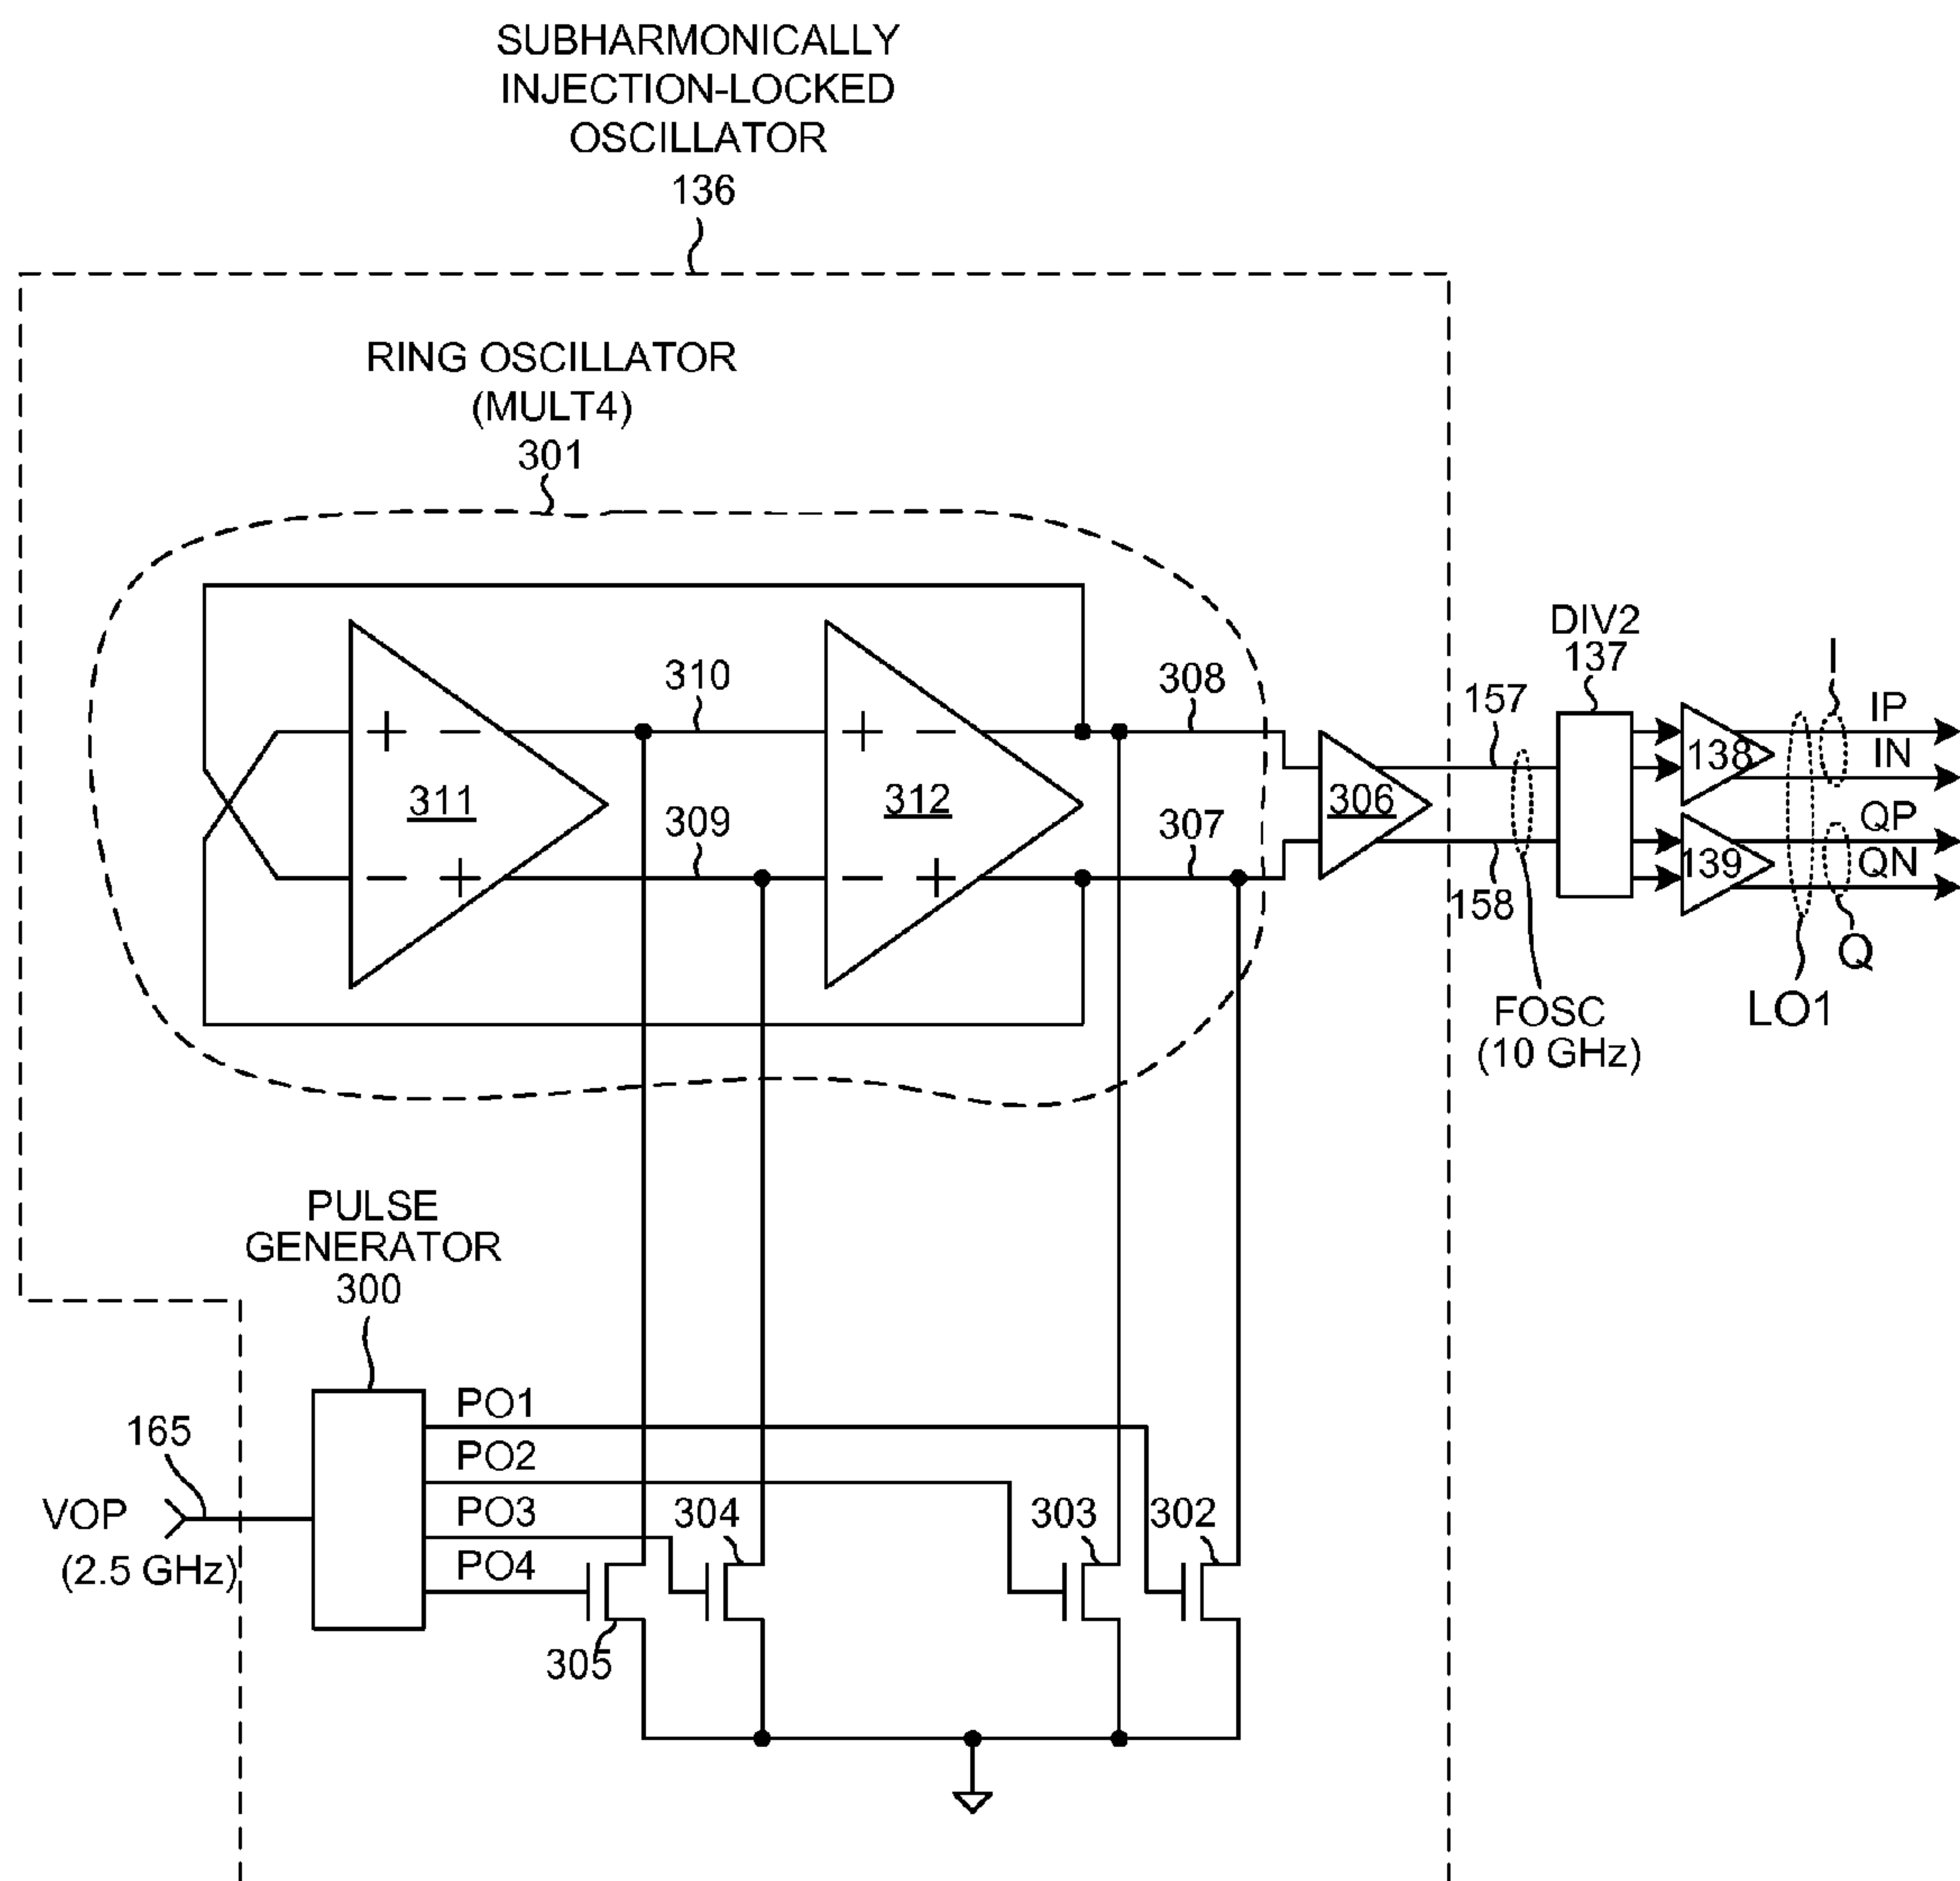 SUBHARMONICALLY
INJECTION-LOCKED
OSCILLATOR
136
RING OSCILLATOR
(MULT4)
301
310
308
309
307
+ −
+ −
− +
− +
311
312
306
157
158
DIV2
137
138
139
I
IP
IN
QP
QN
Q
LO1
FOSC
(10 GHz)
PULSE
GENERATOR
300
165
VOP
(2.5 GHz)
PO1
PO2
PO3
PO4
304
303
302
305